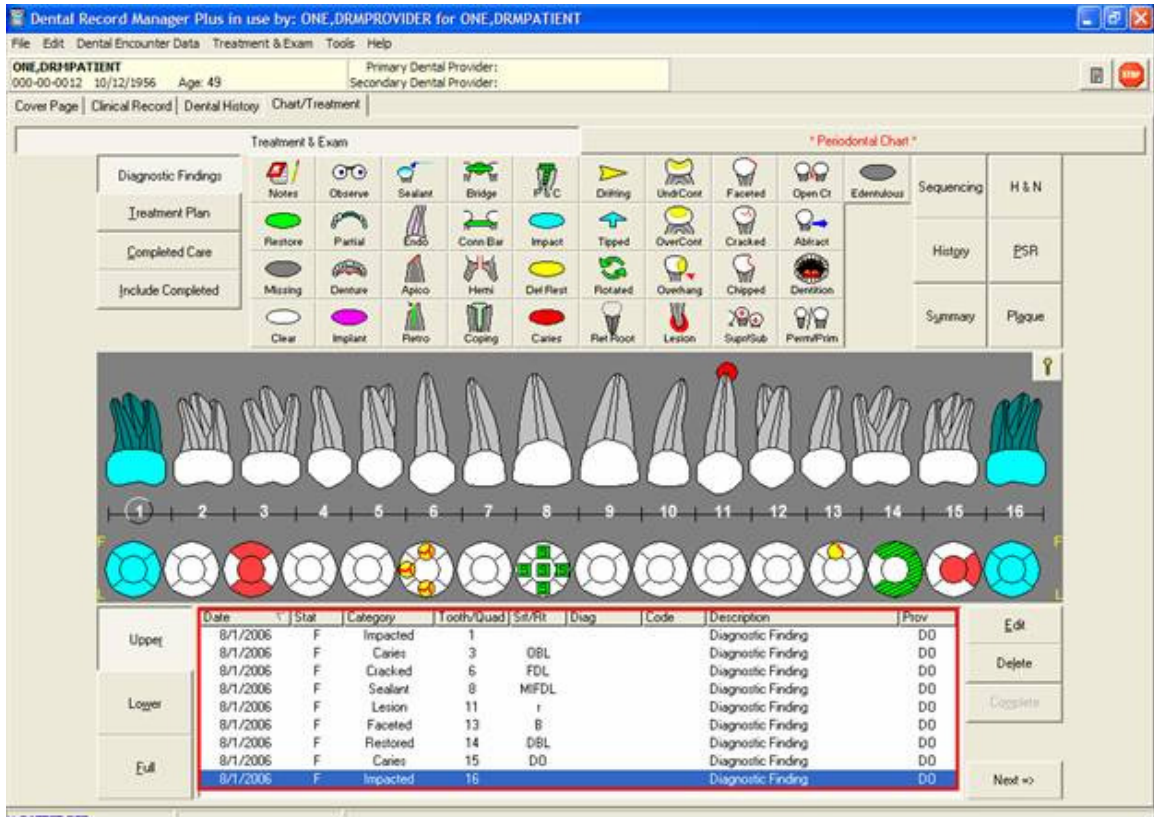 Dental Record Manager Plus in use by: ONE,DRMPROVIDER for ONE,DRMPATIENT
File Edit Dental Encounter Data Treatment & Exam Tools Help
ONE,DRMPATIENT Primary Dental Provider:
000-00-0012 10/12/1956 Age: 49 Secondary Dental Provider:
STOP
Cover Page Clinical Record Dental History Chart/Treatment
Treatment & Exam * Periodontal Chart *
Diagnostic Findings
Treatment Plan
Completed Care
Include Completed
Notes Observe Sealant Bridge P & C Drifting UndrCont Faceted Open Ct Edentulous
Restore Partial Endo Conn Bar Impact Tipped OverCont Cracked Abfract
Missing Denture Apico Hemi Def Rest Rotated Overhang Chipped Dentition
Clear Implant Retro Coping Caries Ret Root Lesion Supr/Sub Perm/Prim
Sequencing H & N
History PSR
Summary Plaque
1 2 3 4 5 6 7 8 9 10 11 12 13 14 15 16
F F
S S S S S
L L
Upper
Lower
Full
Date Stat Category Tooth/Quad Srf/Rt Diag Code Description Prov
8/1/2006 F Impacted 1 Diagnostic Finding DO
8/1/2006 F Caries 3 OBL Diagnostic Finding DO
8/1/2006 F Cracked 6 FDL Diagnostic Finding DO
8/1/2006 F Sealant 8 MIFDL Diagnostic Finding DO
8/1/2006 F Lesion 11 r Diagnostic Finding DO
8/1/2006 F Faceted 13 B Diagnostic Finding DO
8/1/2006 F Restored 14 DBL Diagnostic Finding DO
8/1/2006 F Caries 15 DO Diagnostic Finding DO
8/1/2006 F Impacted 16 Diagnostic Finding DO
Edit
Delete
Complete
Next =>